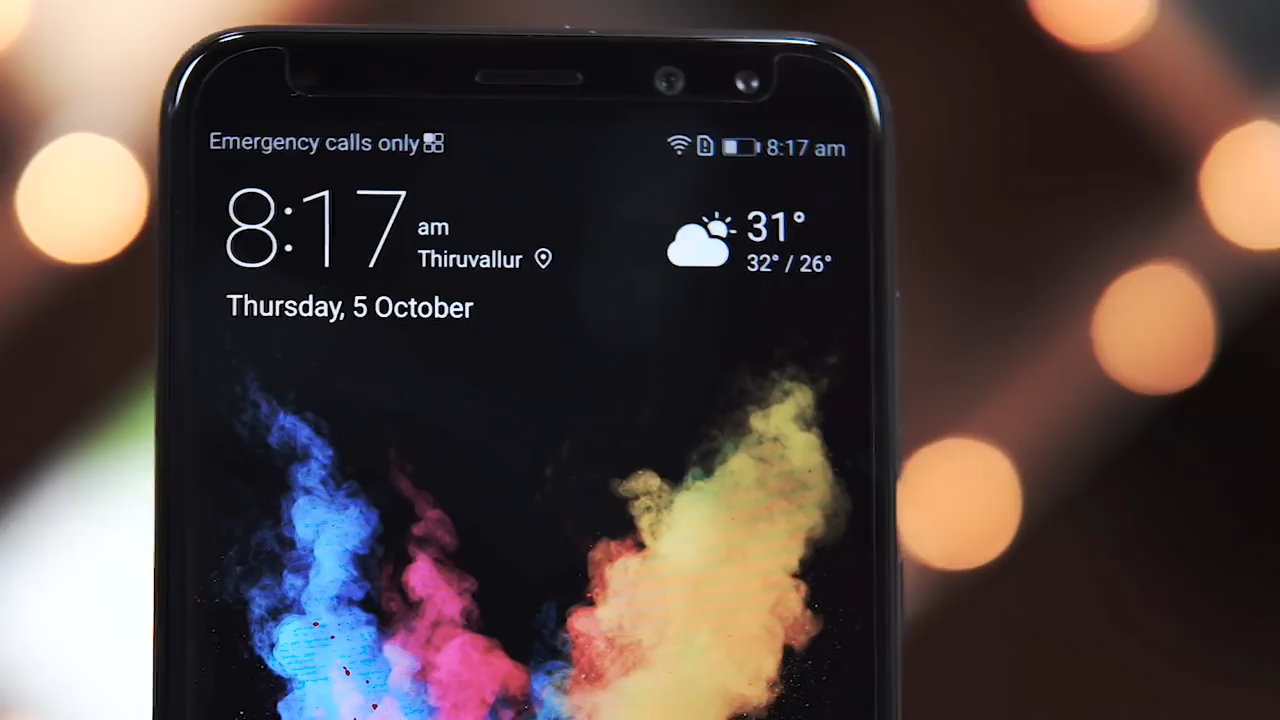 Emergency calls only
8:17 am
8:17 am
Thiruvallur
31°
32° / 26°
Thursday, 5 October